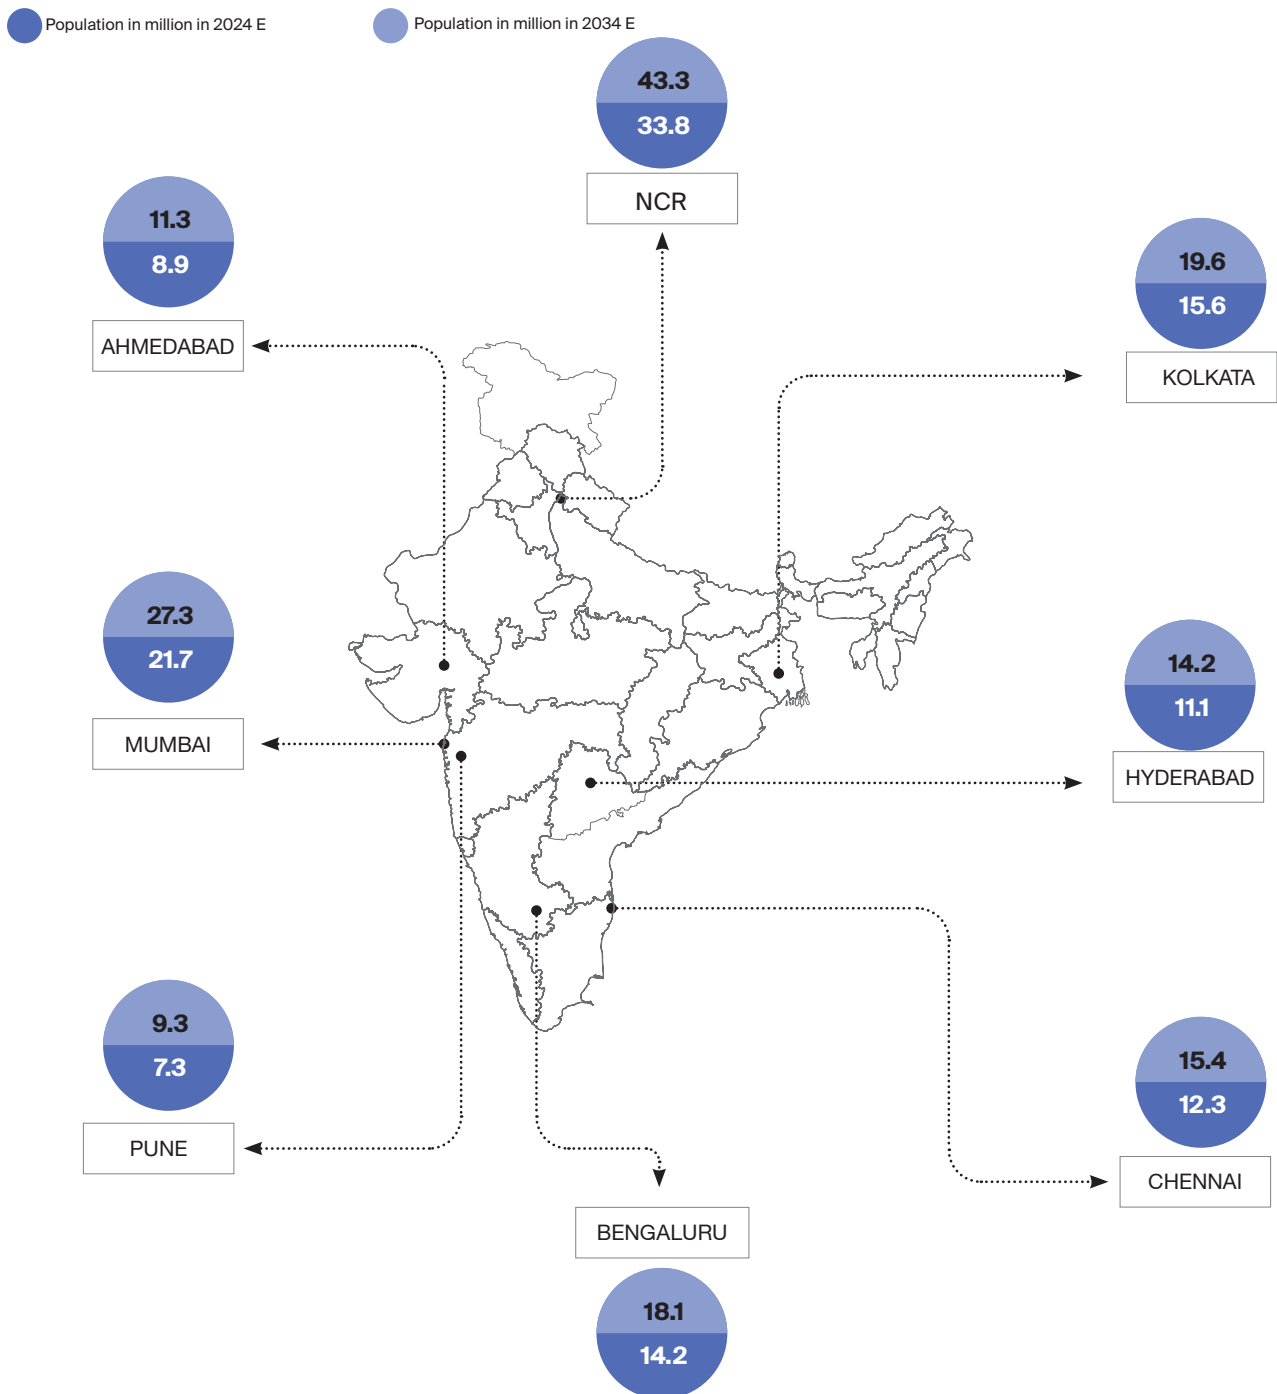 Population in million in 2024 E
Population in million in 2034 E
43.3
33.8
NCR
11.3
8.9
AHMEDABAD
19.6
15.6
KOLKATA
27.3
21.7
MUMBAI
14.2
11.1
HYDERABAD
9.3
7.3
PUNE
15.4
12.3
CHENNAI
BENGALURU
18.1
14.2